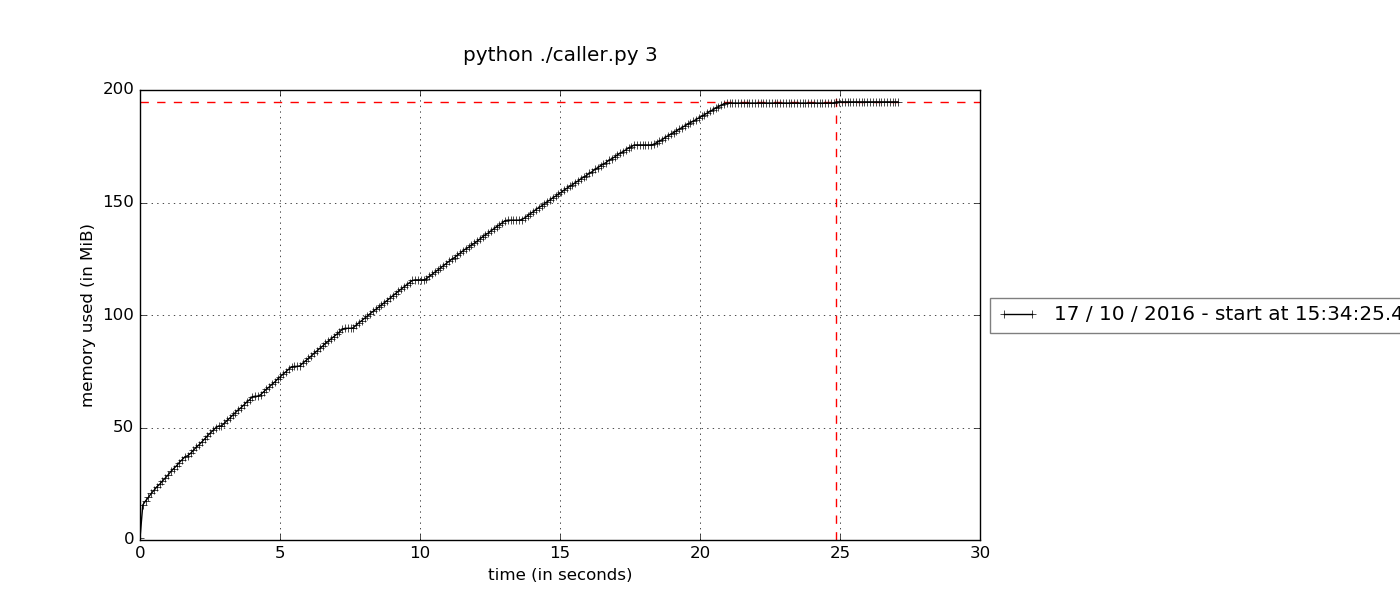 python ./caller.py 3
200
150
100
50
0
memory used (in MiB)
0 5 10 15 20 25 30
time (in seconds)
17 / 10 / 2016 - start at 15:34:25.4